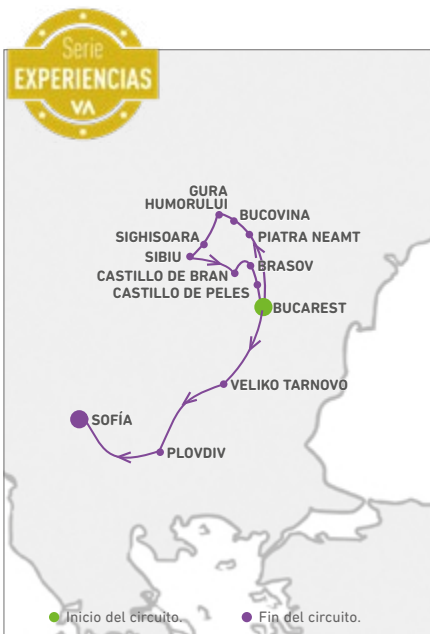 Serie
EXPERIENCIAS
VA
GURA
HUMORULUI
BUCOVINA
SIGHISOARA
PIATRA NEAMT
SIBIU
BRASOV
CASTILLO DE BRAN
CASTILLO DE PELES
BUCAREST
VELIKO TARNOVO
SOFÍA
PLOVDIV
Inicio del circuito.
Fin del circuito.